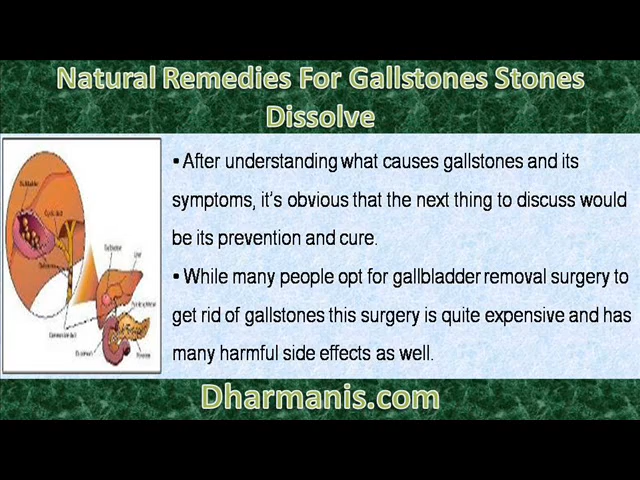 Natural Remedies For Gallstones Stones
Dissolve
• After understanding what causes gallstones and its
symptoms, it's obvious that the next thing to discuss would
be its prevention and cure.
• While many people opt for gallbladder removal surgery to
get rid of gallstones this surgery is quite expensive and has
many harmful side effects as well.
Dharmanis.com